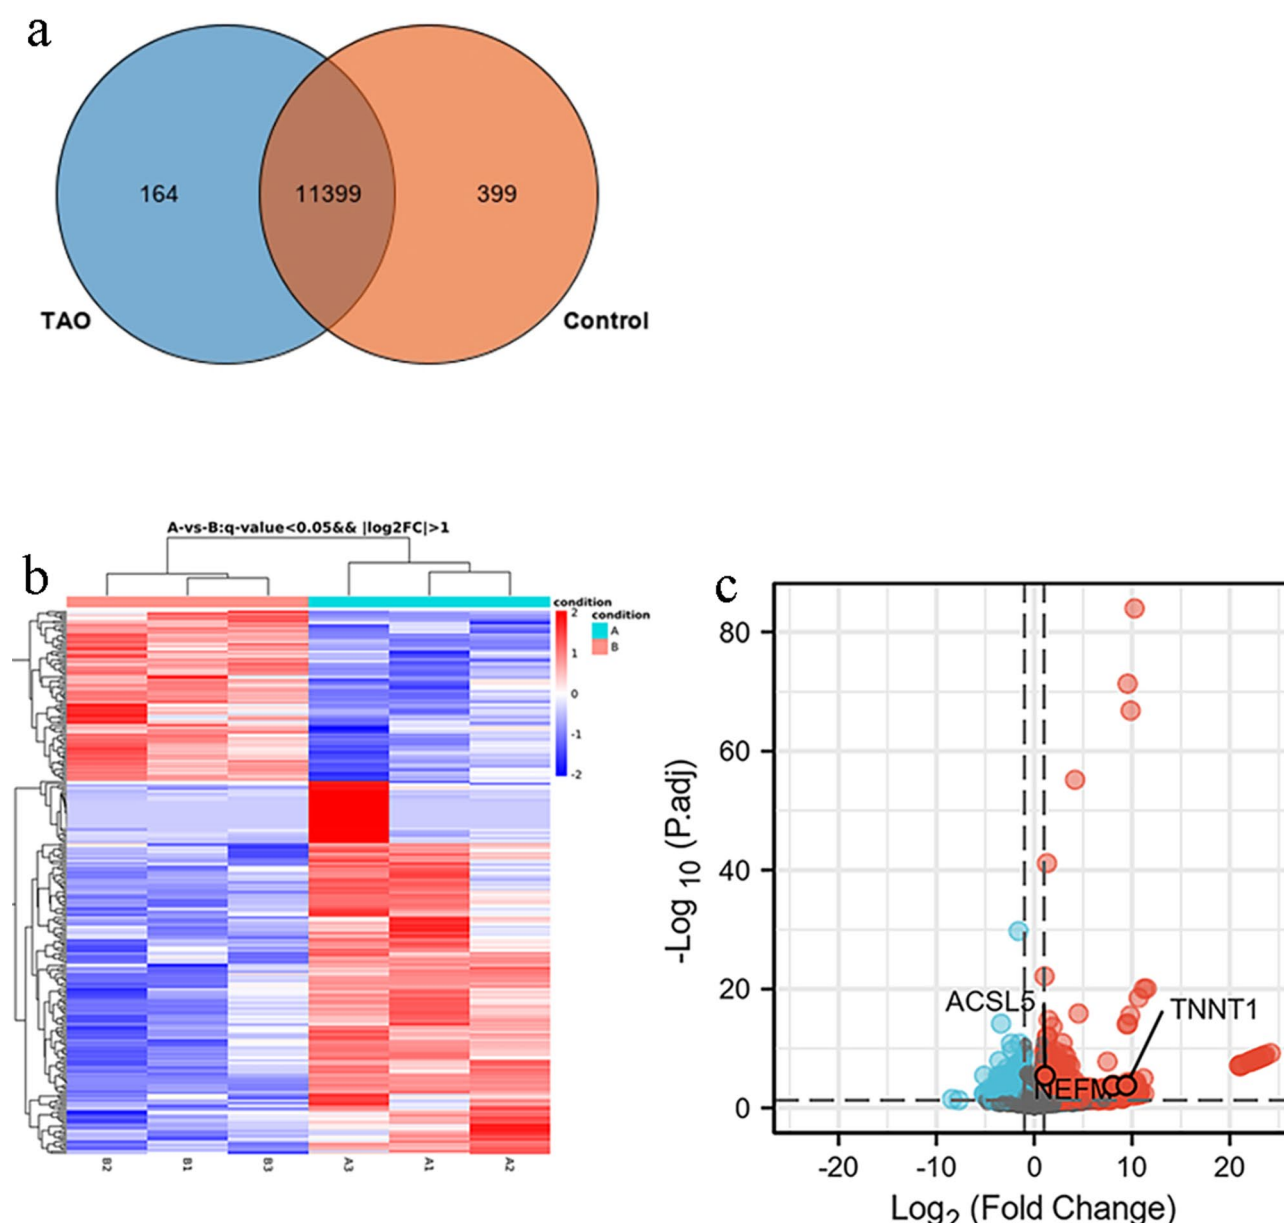 a
164
11399
399
TAO
Control
b
A-vs-B:q-value<0.05&& |log2FC|>1
condition
2
1
0
-1
-2
condition
A
B
B2
B1
B3
A3
A1
A2
c
80
60
40
20
0
-Log 10 (P.adj)
ACSL5
TNNT1
NEFM
-20
-10
0
10
20
Log2 (Fold Change)